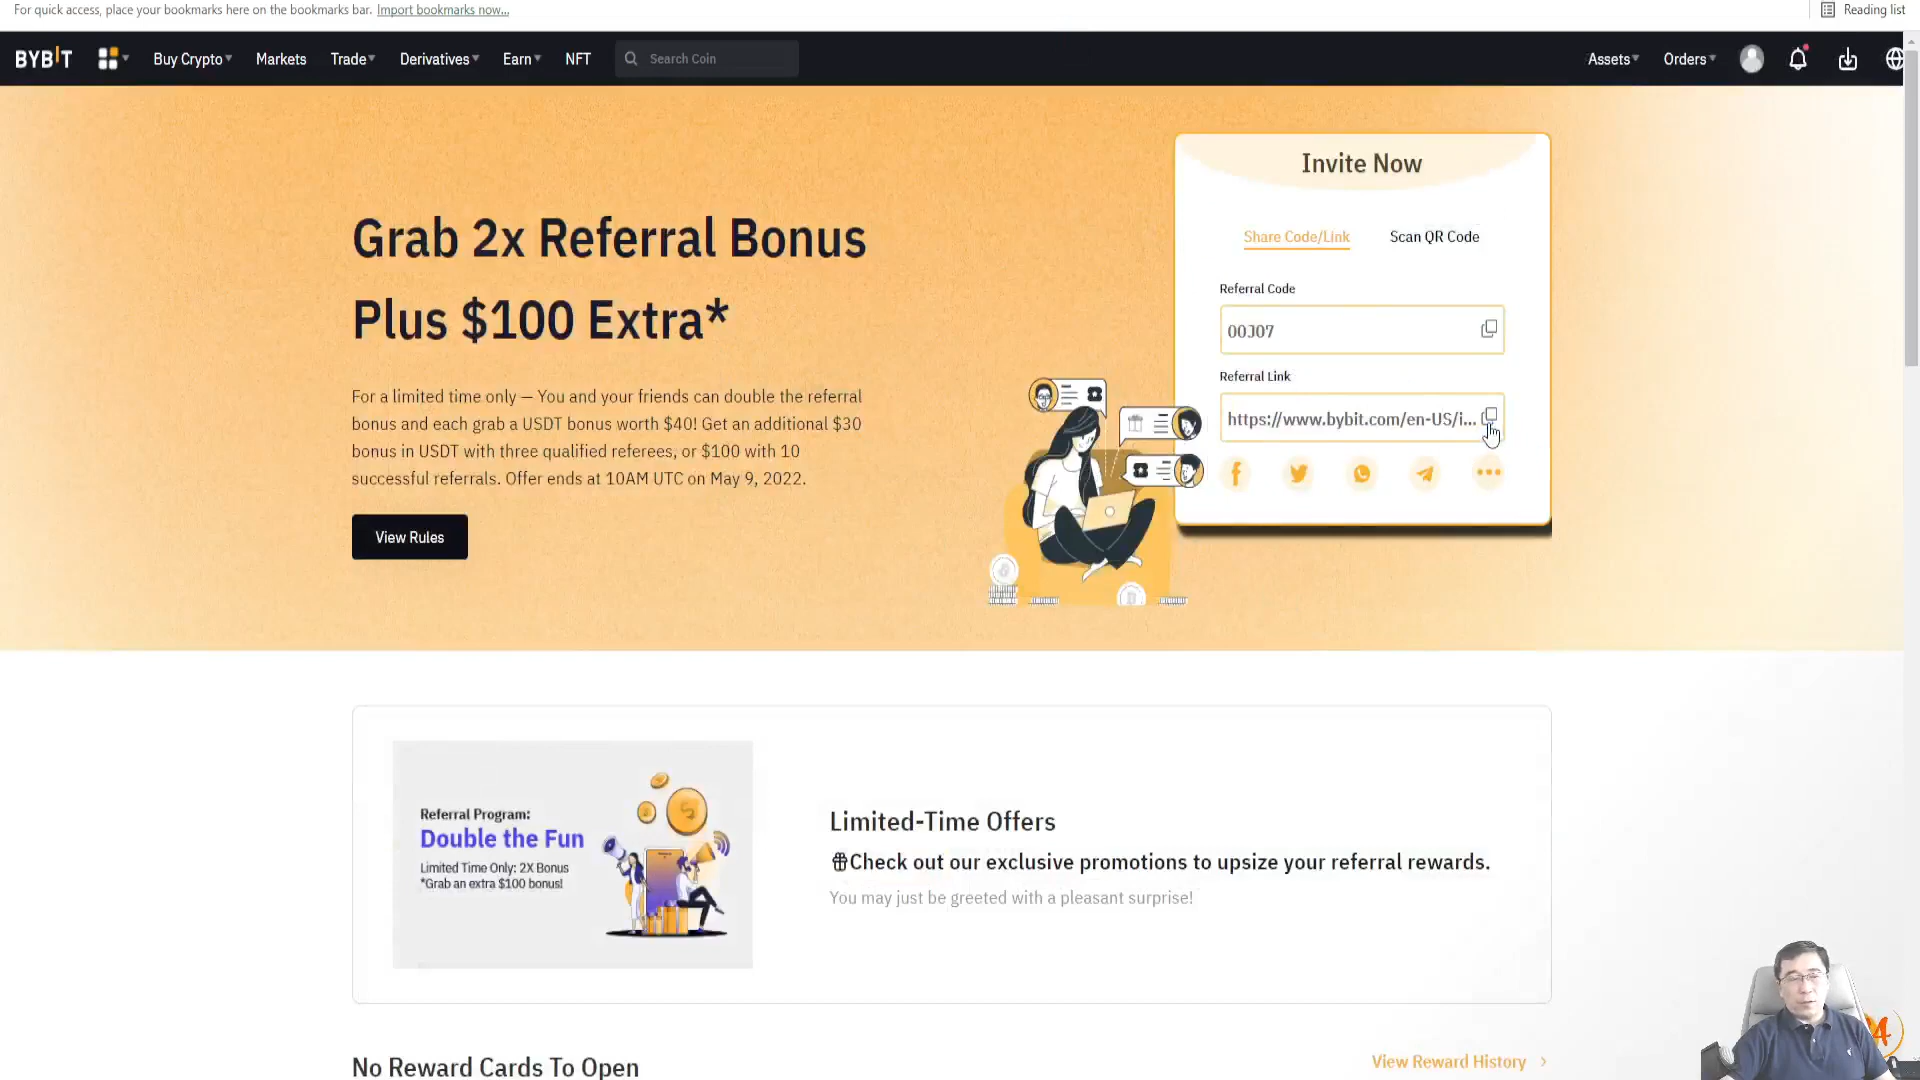 For quick access, place your bookmarks here on the bookmarks bar. Import bookmarks now...
Reading list
BYBIT
Buy Crypto
Markets
Trade
Derivatives
Earn
NFT
Search Coin
Assets
Orders
Grab 2x Referral Bonus
Plus $100 Extra*
For a limited time only — You and your friends can double the referral
bonus and each grab a USDT bonus worth $40! Get an additional $30
bonus in USDT with three qualified referees, or $100 with 10
successful referrals. Offer ends at 10AM UTC on May 9, 2022.
View Rules
Invite Now
Share Code/Link
Scan QR Code
Referral Code
00J07
Referral Link
https://www.bybit.com/en-US/i...
Referral Program:
Double the Fun
Limited Time Only: 2X Bonus
*Grab an extra $100 bonus!
Limited-Time Offers
Check out our exclusive promotions to upsize your referral rewards.
You may just be greeted with a pleasant surprise!
No Reward Cards To Open
View Reward History